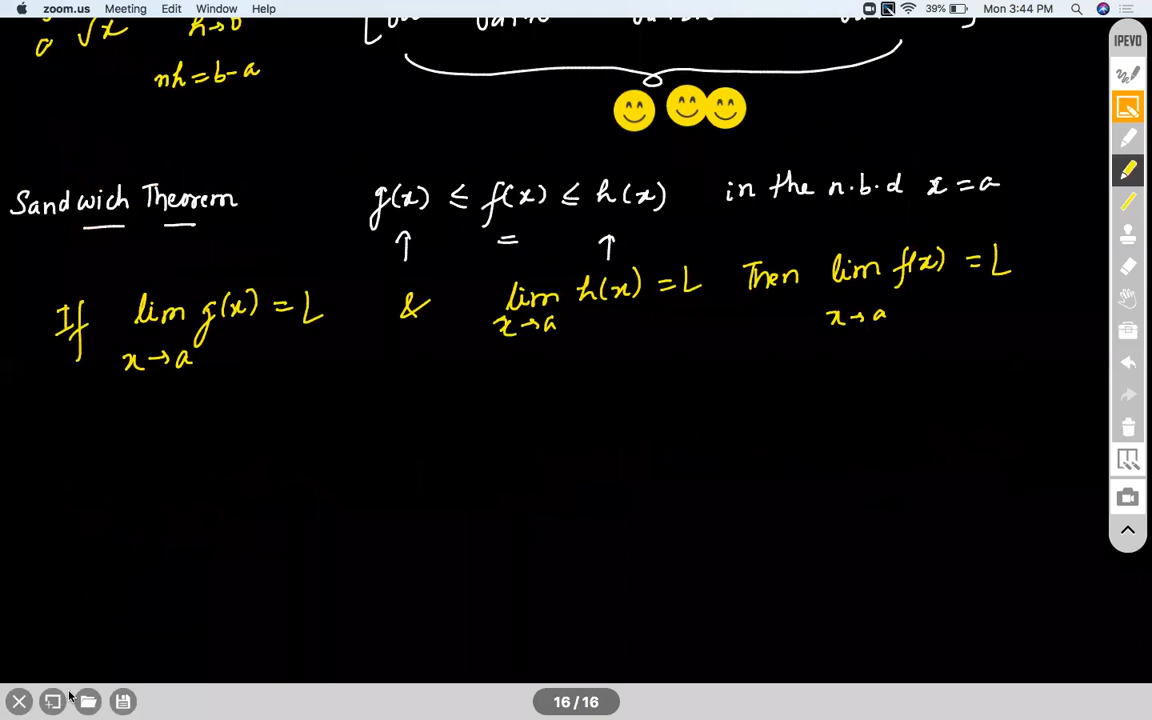 zoom.us Meeting Edit Window Help 39% Mon 3:44 PM
IPEVO
√x h→0
nh = b-a
Sandwich Theorem g(x) ≤ f(x) ≤ h(x) in the n.b.d x = a
If lim g(x) = L & lim h(x) = L Then lim f(x) = L
x→a x→a x→a
16 / 16